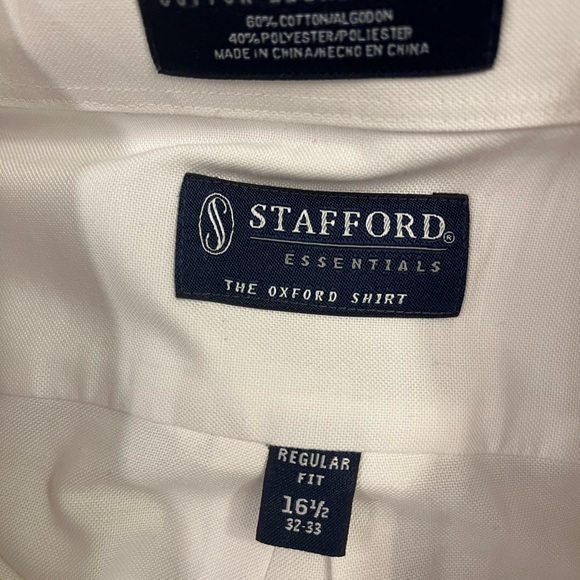 60% COTTON/ALGODON
40% POLYESTER/POLIESTER
MADE IN CHINA/HECHO EN CHINA
S STAFFORD®
ESSENTIALS
THE OXFORD SHIRT
REGULAR
FIT
16½
32-33